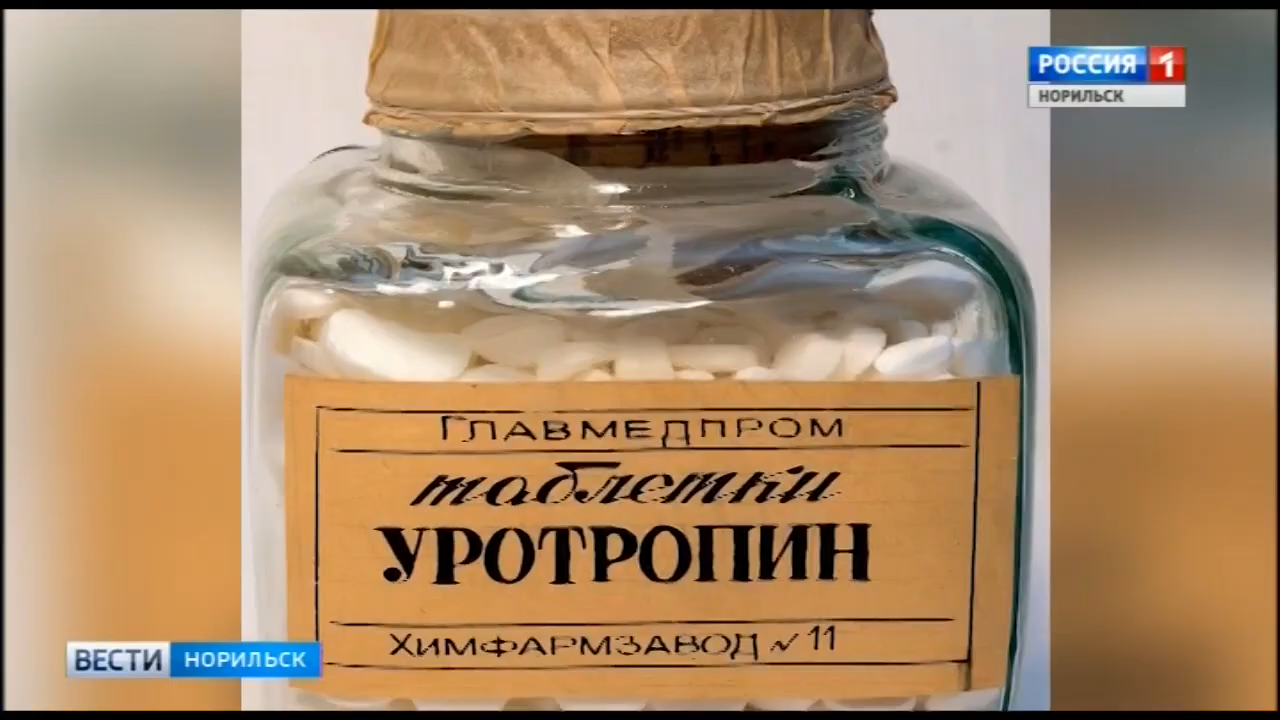 РОССИЯ 1
НОРИЛЬСК
ГЛАВМЕДПРОМ
таблетки
УРОТРОПИН
ХИМФАРМЗАВОД № 11
ВЕСТИ НОРИЛЬСК